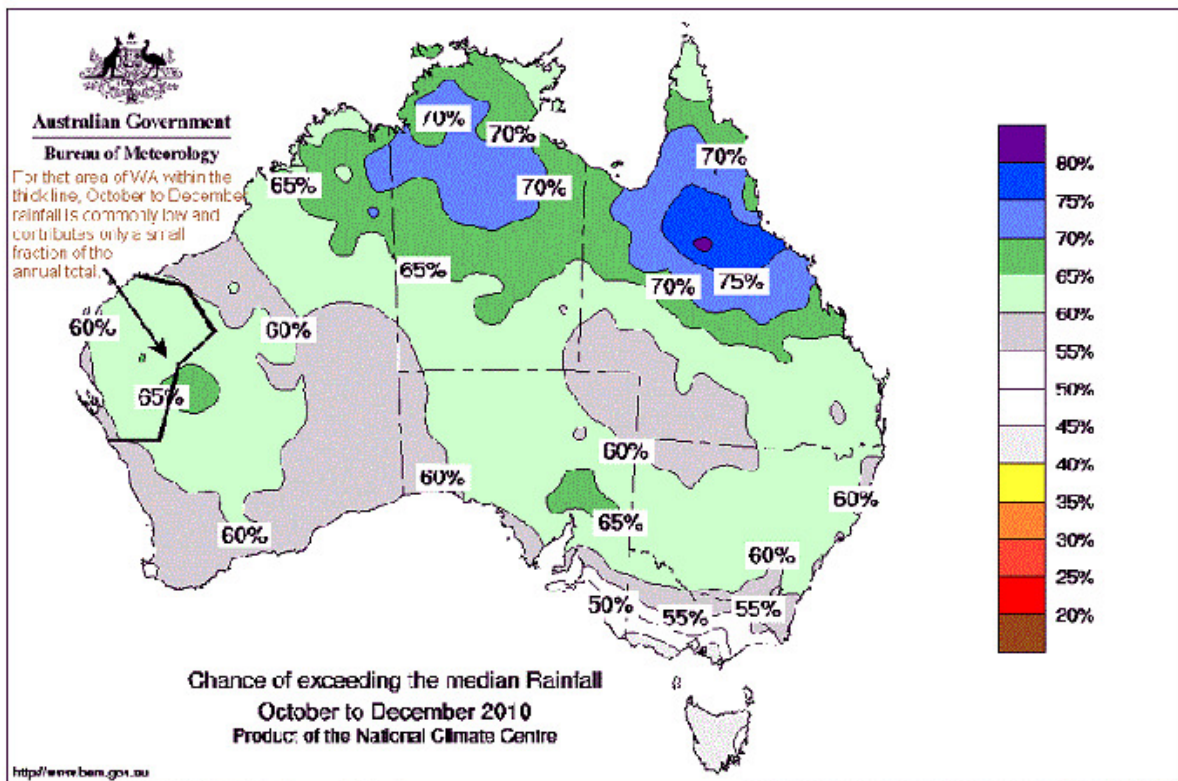 Australian Government
Bureau of Meteorology
For that area of WA within the
thick line, October to December
rainfall is commonly low and
contributes only a small
fraction of the
annual total.
70%
70%
70%
70%
65%
65%
70%
75%
60%
60%
65%
60%
60%
60%
65%
60%
60%
50%
55%
55%
80%
75%
70%
65%
60%
55%
50%
45%
40%
35%
30%
25%
20%
Chance of exceeding the median Rainfall
October to December 2010
Product of the National Climate Centre
http://www.bom.gov.au